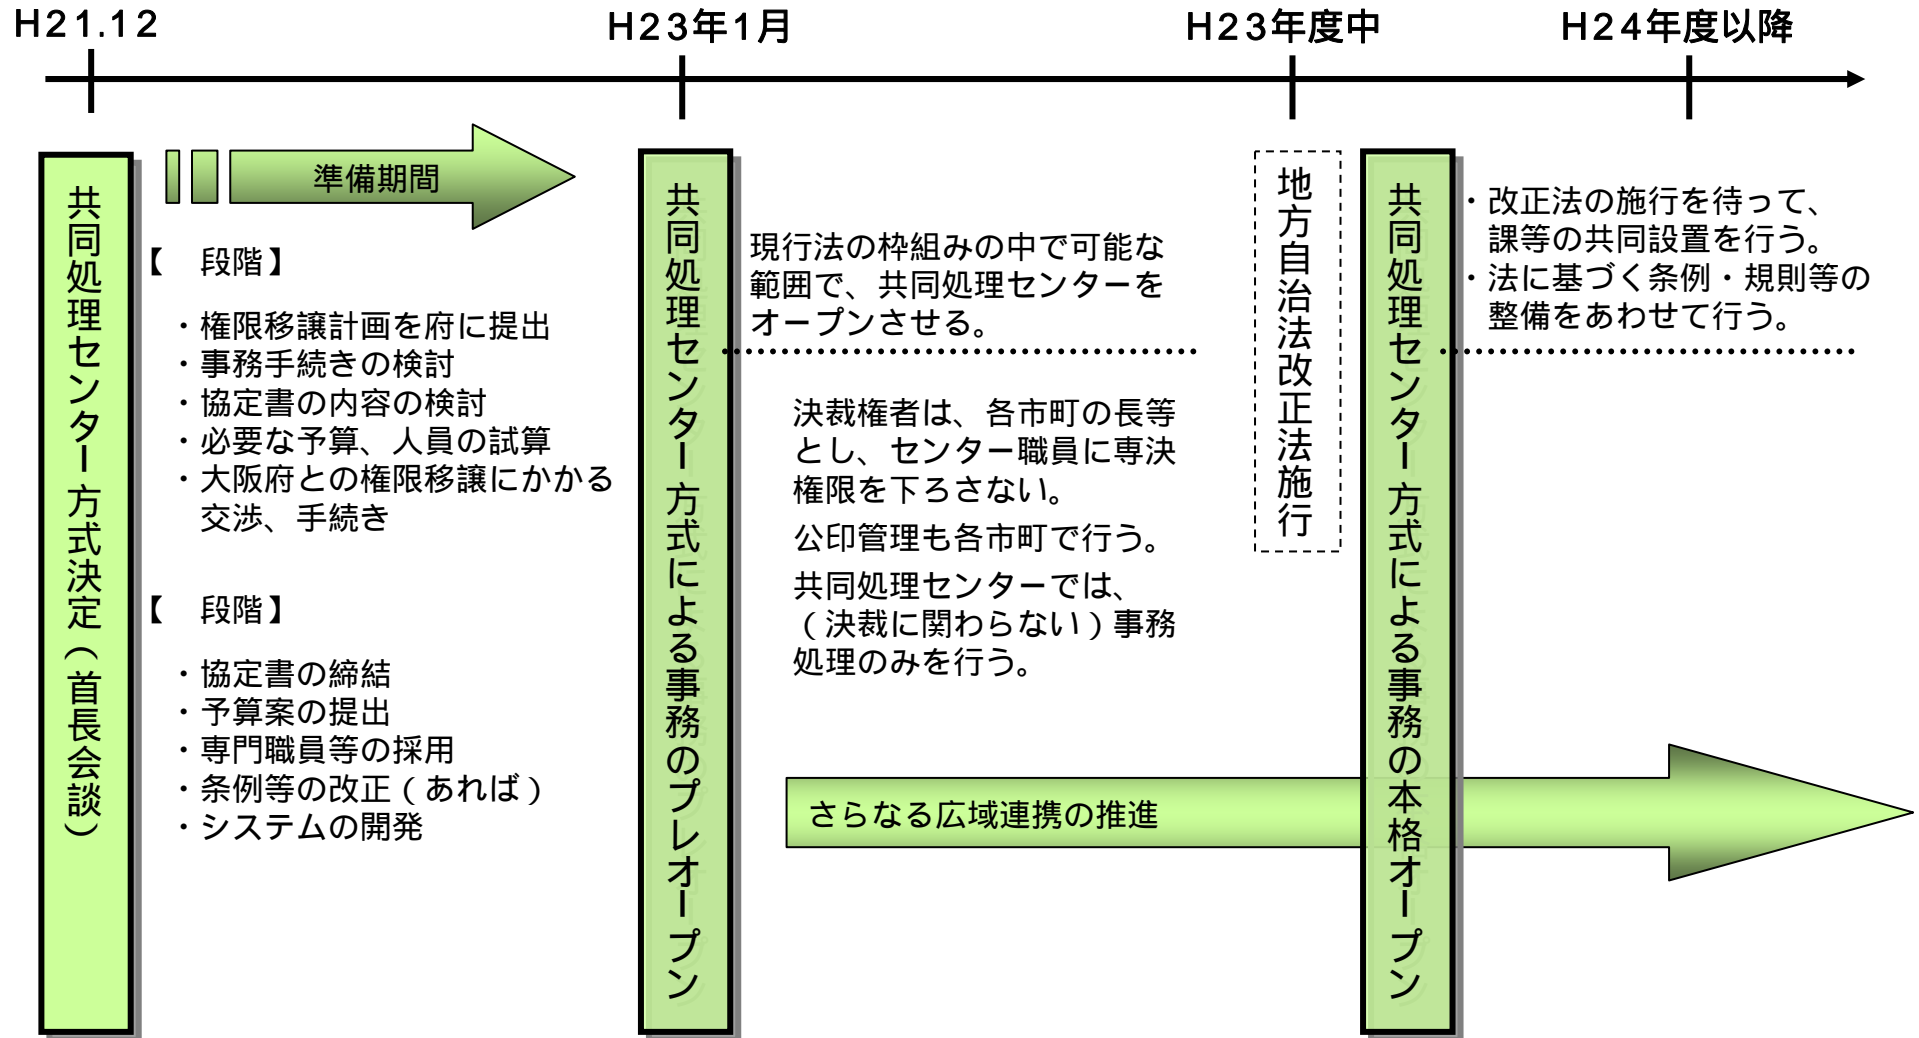 H21.12
H23年1月
H23年度中
H24年度以降
共同処理センター方式決定(首長会談)
準備期間
【　段階】
・権限移譲計画を府に提出
・事務手続きの検討
・協定書の内容の検討
・必要な予算、人員の試算
・大阪府との権限移譲にかかる
交渉、手続き
【　段階】
・協定書の締結
・予算案の提出
・専門職員等の採用
・条例等の改正(あれば)
・システムの開発
共同処理センター方式による事務のプレオープン
現行法の枠組みの中で可能な
範囲で、共同処理センターを
オープンさせる。
決裁権者は、各市町の長等
とし、センター職員に専決
権限を下ろさない。
公印管理も各市町で行う。
共同処理センターでは、
(決裁に関わらない)事務
処理のみを行う。
さらなる広域連携の推進
地方自治法改正法施行
共同処理センター方式による事務の本格オープン
・改正法の施行を待って、
課等の共同設置を行う。
・法に基づく条例・規則等の
整備をあわせて行う。